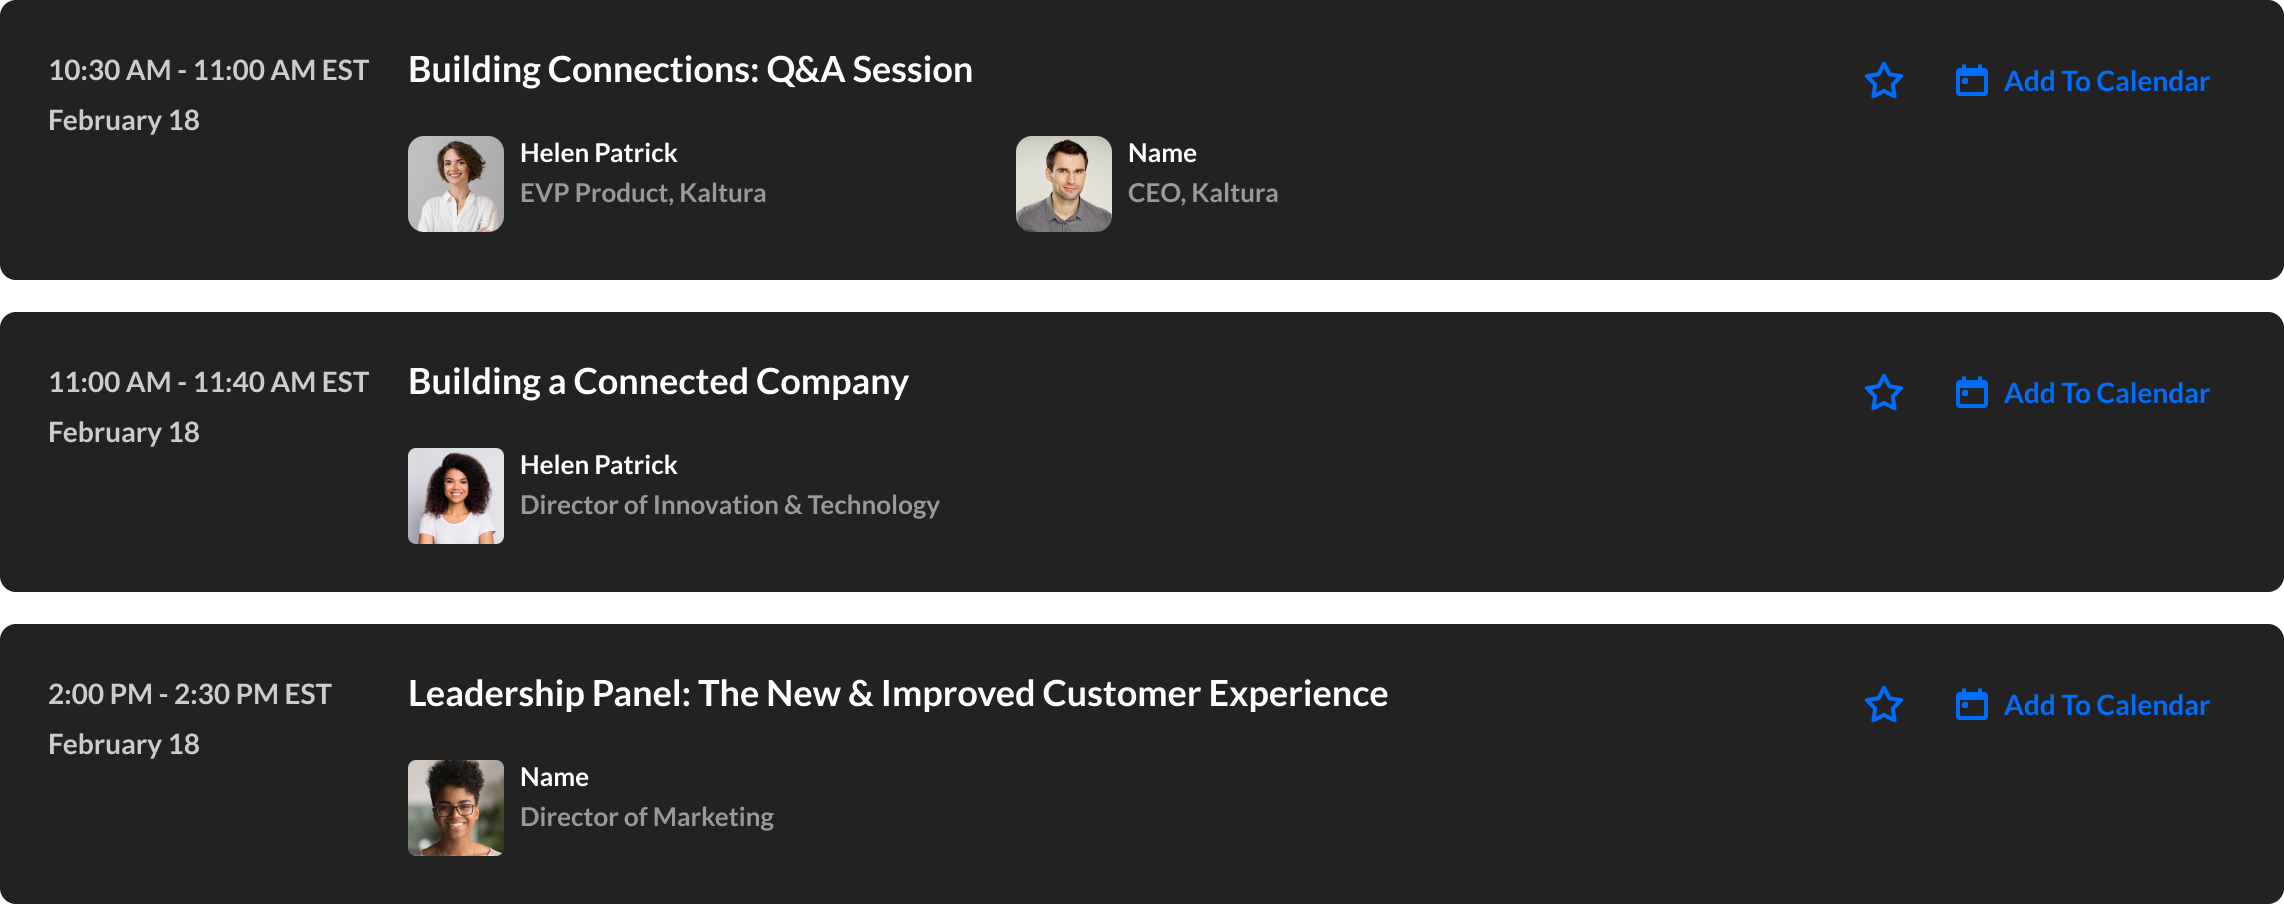 10:30 AM - 11:00 AM EST
February 18
Building Connections: Q&A Session
Add To Calendar
Helen Patrick
EVP Product, Kaltura
Name
CEO, Kaltura
11:00 AM - 11:40 AM EST
February 18
Building a Connected Company
Add To Calendar
Helen Patrick
Director of Innovation & Technology
2:00 PM - 2:30 PM EST
February 18
Leadership Panel: The New & Improved Customer Experience
Add To Calendar
Name
Director of Marketing